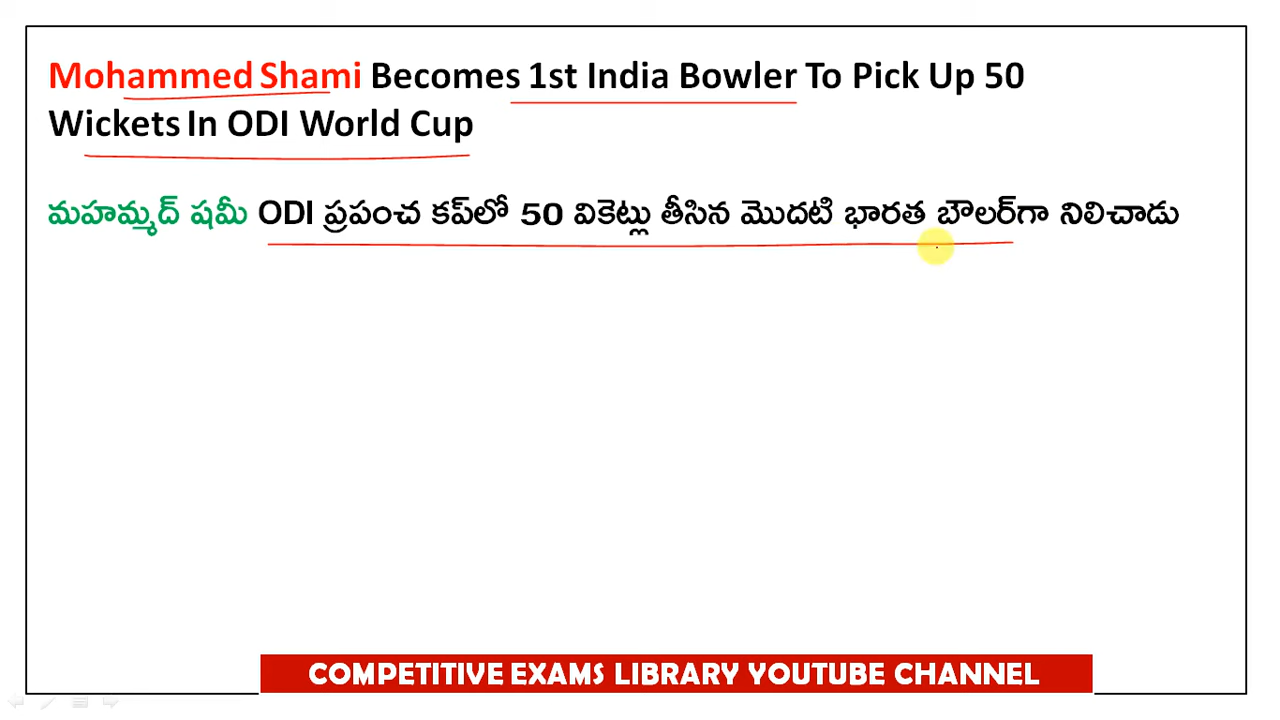 Mohammed Shami Becomes 1st India Bowler To Pick Up 50
Wickets In ODI World Cup
మహమ్మద్ షమీ ODI ప్రపంచ కప్‌లో 50 వికెట్లు తీసిన మొదటి భారత బౌలర్‌గా నిలిచాడు
COMPETITIVE EXAMS LIBRARY YOUTUBE CHANNEL